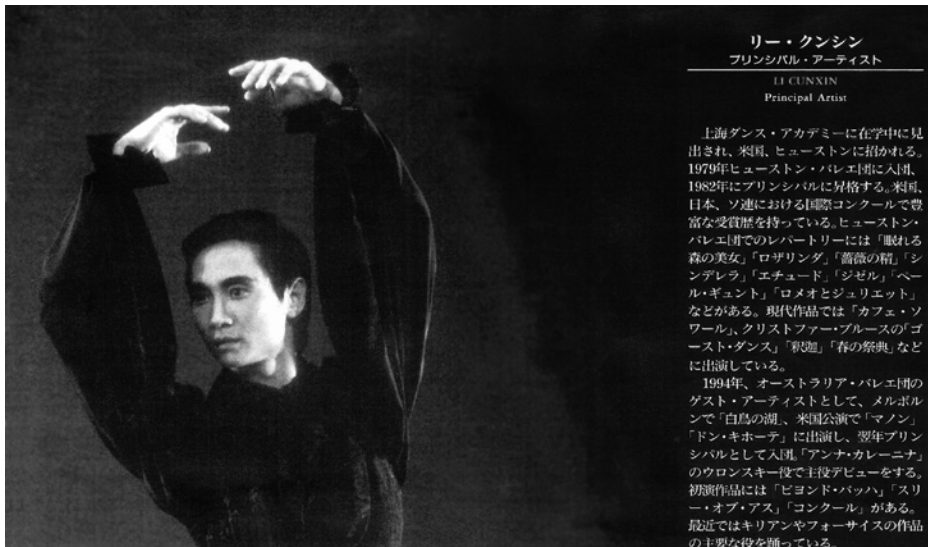 リー・クンシン
プリンシパル・アーティスト
LI CUNXIN
Principal Artist
上海ダンス・アカデミーに在学中に見
出され、米国、ヒューストンに招かれる。
1979年ヒューストン・バレエ団に入団、
1982年にプリンシパルに昇格する。米国、
日本、ソ連における国際コンクールで豊
富な受賞歴を持っている。ヒューストン・
バレエ団でのレパートリーには「眠れる
森の美女」「ロザリンダ」「薔薇の精」「シ
ンデレラ」「エチュード」「ジゼル」「ペー
ル・ギュント」「ロメオとジュリエット」
などがある。現代作品では「カフェ・ソ
ワール」、クリストファー・ブルースの「ゴ
ースト・ダンス」「釈迦」「春の祭典」など
に出演している。
1994年、オーストラリア・バレエ団の
ゲスト・アーティストとして、メルボル
ンで「白鳥の湖」、米国公演で「マノン」
「ドン・キホーテ」に出演し、翌年プリン
シパルとして入団。「アンナ・カレーニナ」
のウロンスキー役で主役デビューをする。
初演作品には「ビヨンド・バッハ」「スリ
ー・オブ・アス」「コンクール」がある。
最近ではキリアンやフォーサイスの作品
の主要な役を踊っている。